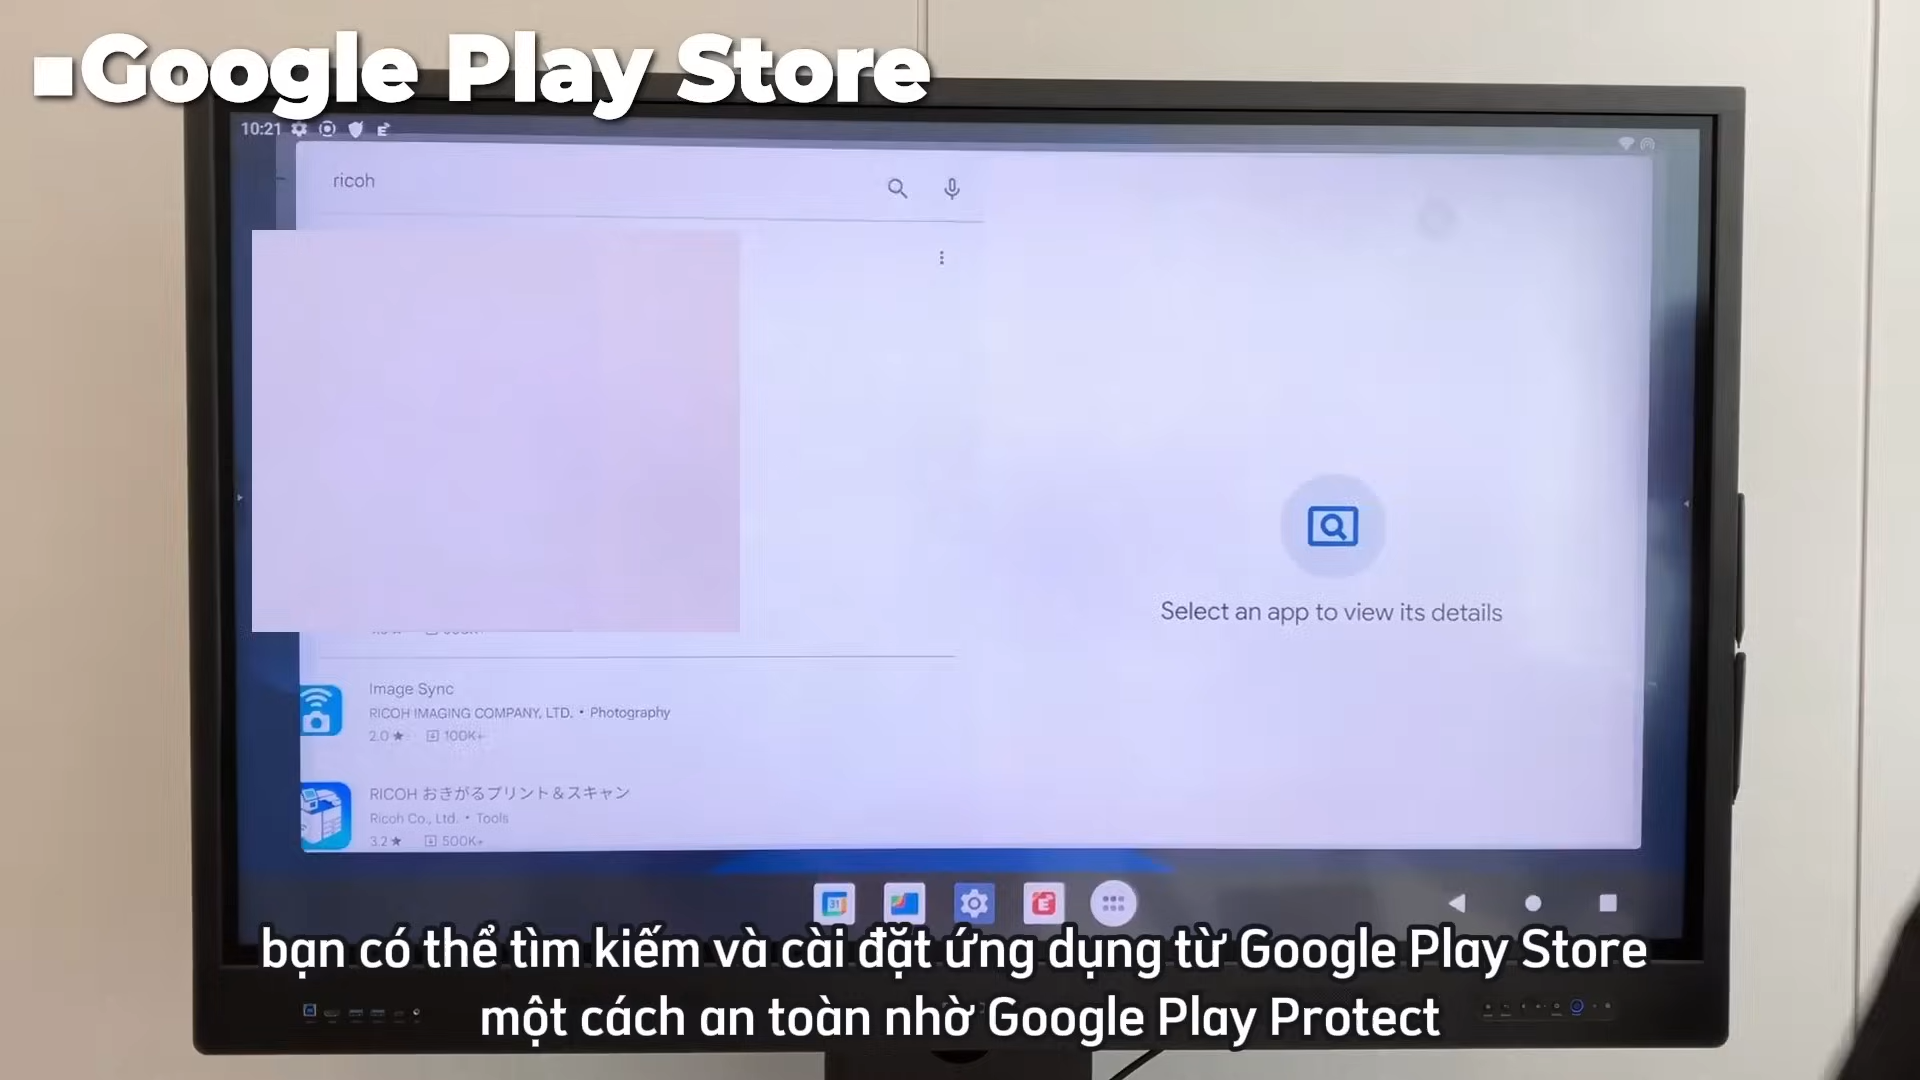 ▪Google Play Store
10:21
ricoh
Select an app to view its details
Image Sync
RICOH IMAGING COMPANY, LTD. • Photography
2.0★ 100K+
RICOH おきがるプリント&スキャン
Ricoh Co., Ltd. • Tools
3.2★ 500K+
31
bạn có thể tìm kiếm và cài đặt ứng dụng từ Google Play Store
một cách an toàn nhờ Google Play Protect